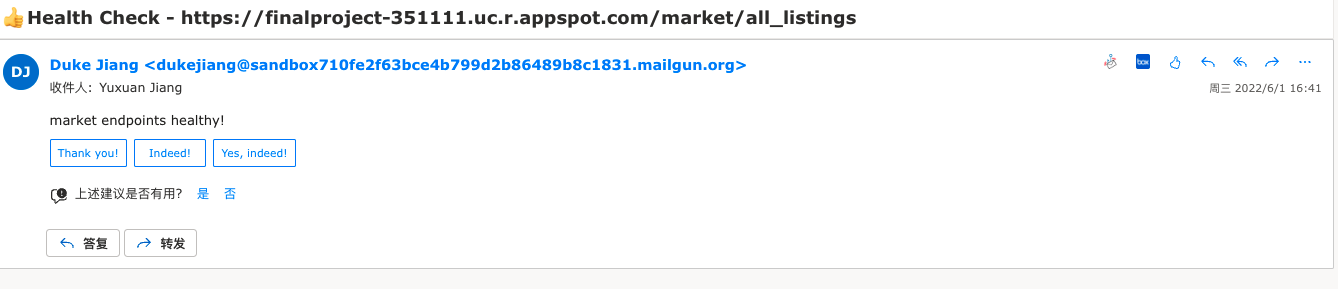 👍Health Check - https://finalproject-351111.uc.r.appspot.com/market/all_listings
DJ
Duke Jiang <dukejiang@sandbox710fe2f63bce4b799d2b86489b8c1831.mailgun.org>
box
收件人: Yuxuan Jiang
周三 2022/6/1 16:41
market endpoints healthy!
Thank you! Indeed! Yes, indeed!
上述建议是否有用? 是 否
答复 转发